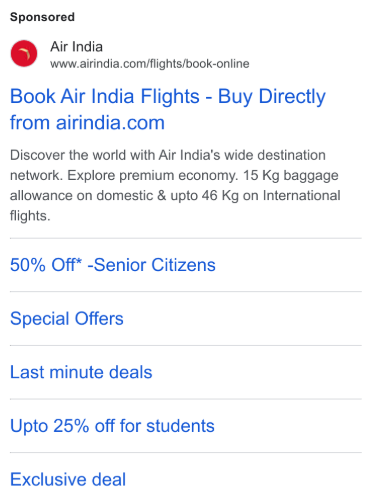 Sponsored
Air India
www.airindia.com/flights/book-online
Book Air India Flights - Buy Directly
from airindia.com
Discover the world with Air India's wide destination
network. Explore premium economy. 15 Kg baggage
allowance on domestic & upto 46 Kg on International
flights.
50% Off* -Senior Citizens
Special Offers
Last minute deals
Upto 25% off for students
Exclusive deal